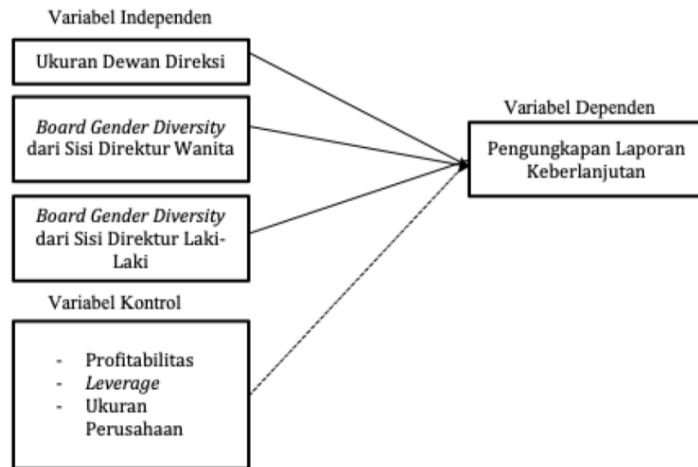 Variabel Independen
Ukuran Dewan Direksi
Board Gender Diversity
dari Sisi Direktur Wanita
Board Gender Diversity
dari Sisi Direktur Laki-
Laki
Variabel Kontrol
- Profitabilitas
- Leverage
- Ukuran
Perusahaan
Variabel Dependen
Pengungkapan Laporan
Keberlanjutan